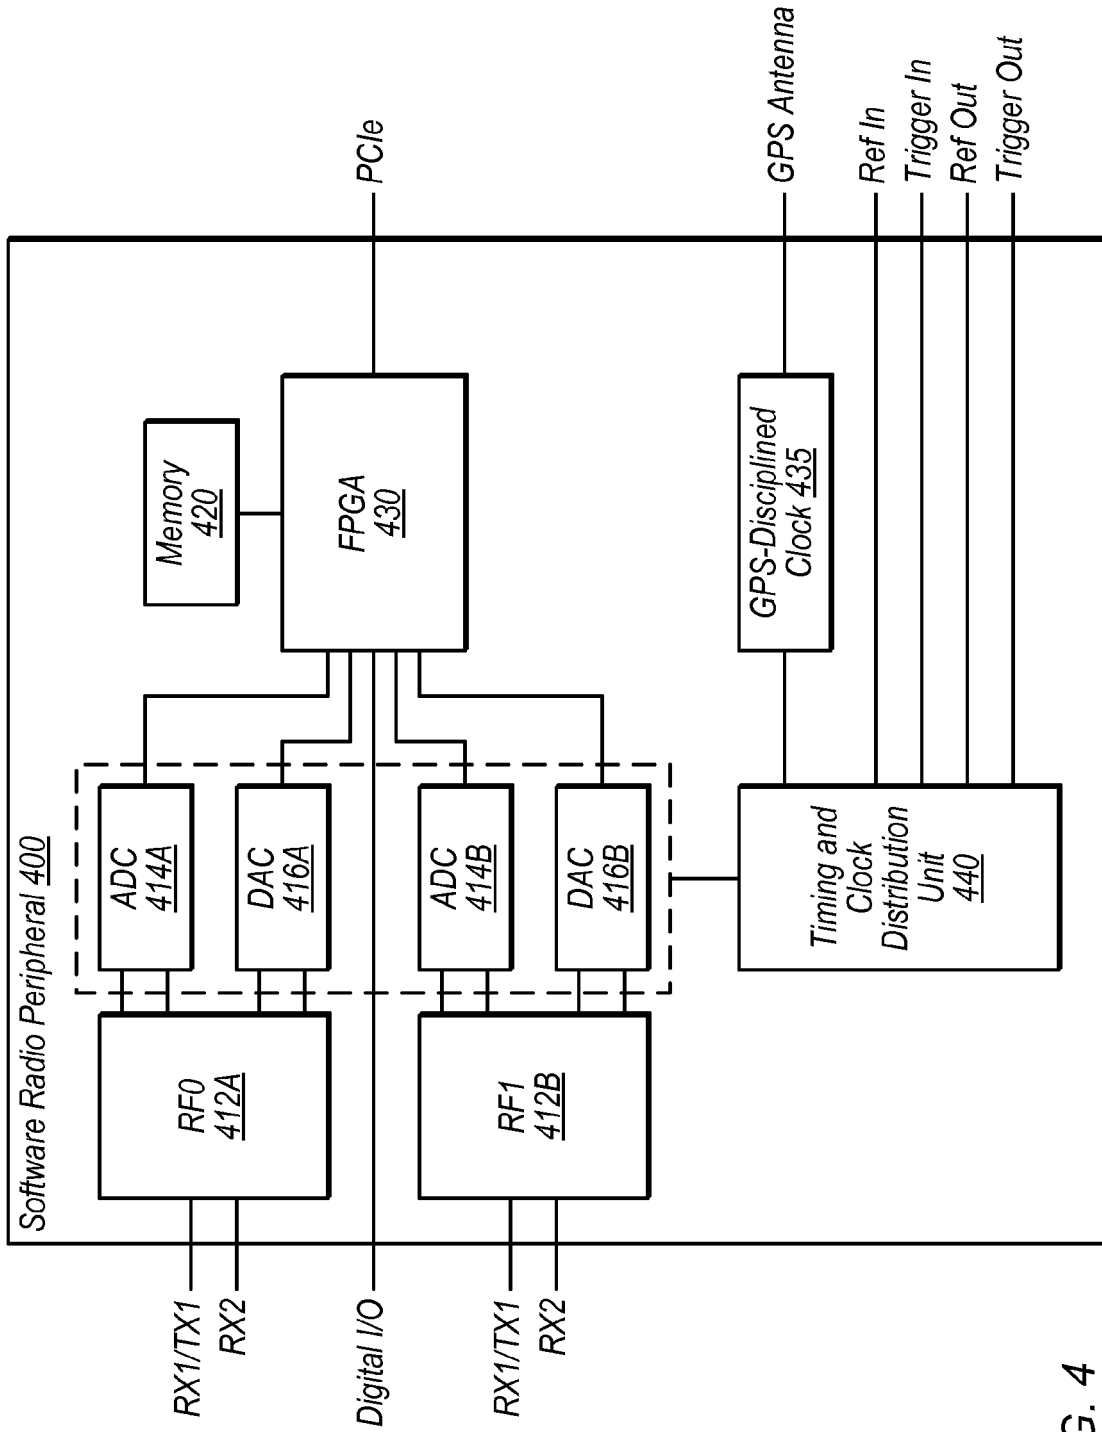 Software Radio Peripheral 400
RX1/TX1
RX2
Digital I/O
RX1/TX1
RX2
RF0
412A
RF1
412B
ADC
414A
DAC
416A
ADC
414B
DAC
416B
Memory
420
FPGA
430
PCIe
Timing and
Clock
Distribution
Unit
440
GPS-Disciplined
Clock 435
GPS Antenna
Ref In
Trigger In
Ref Out
Trigger Out
G. 4